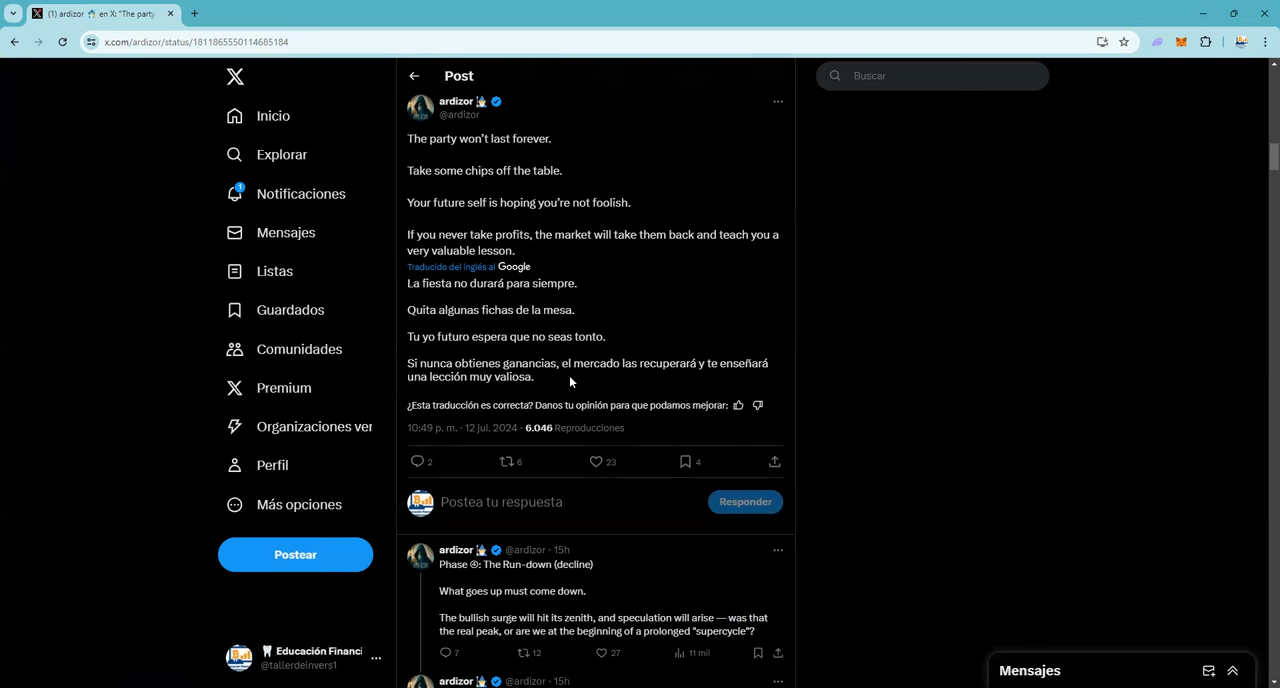 (1) ardizor en X: "The party
x.com/ardizor/status/1811865550114685184
Post
Buscar
Inicio
Explorar
1
Notificaciones
Mensajes
Listas
Guardados
Comunidades
Premium
Organizaciones ver
Perfil
Más opciones
Postear
Educación Financi
@tallerdeinvers1
ardizor
@ardizor
The party won't last forever.
Take some chips off the table.
Your future self is hoping you're not foolish.
If you never take profits, the market will take them back and teach you a
very valuable lesson.
Traducido del inglés al Google
La fiesta no durará para siempre.
Quita algunas fichas de la mesa.
Tu yo futuro espera que no seas tonto.
Si nunca obtienes ganancias, el mercado las recuperará y te enseñará
una lección muy valiosa.
¿Esta traducción es correcta? Danos tu opinión para que podamos mejorar:
10:49 p. m. · 12 jul. 2024 · 6.046 Reproducciones
2 6 23 4
Postea tu respuesta
Responder
ardizor @ardizor · 15h
Phase ④: The Run-down (decline)
What goes up must come down.
The bullish surge will hit its zenith, and speculation will arise — was that
the real peak, or are we at the beginning of a prolonged "supercycle"?
7 12 27 11 mil
ardizor @ardizor · 15h
Mensajes